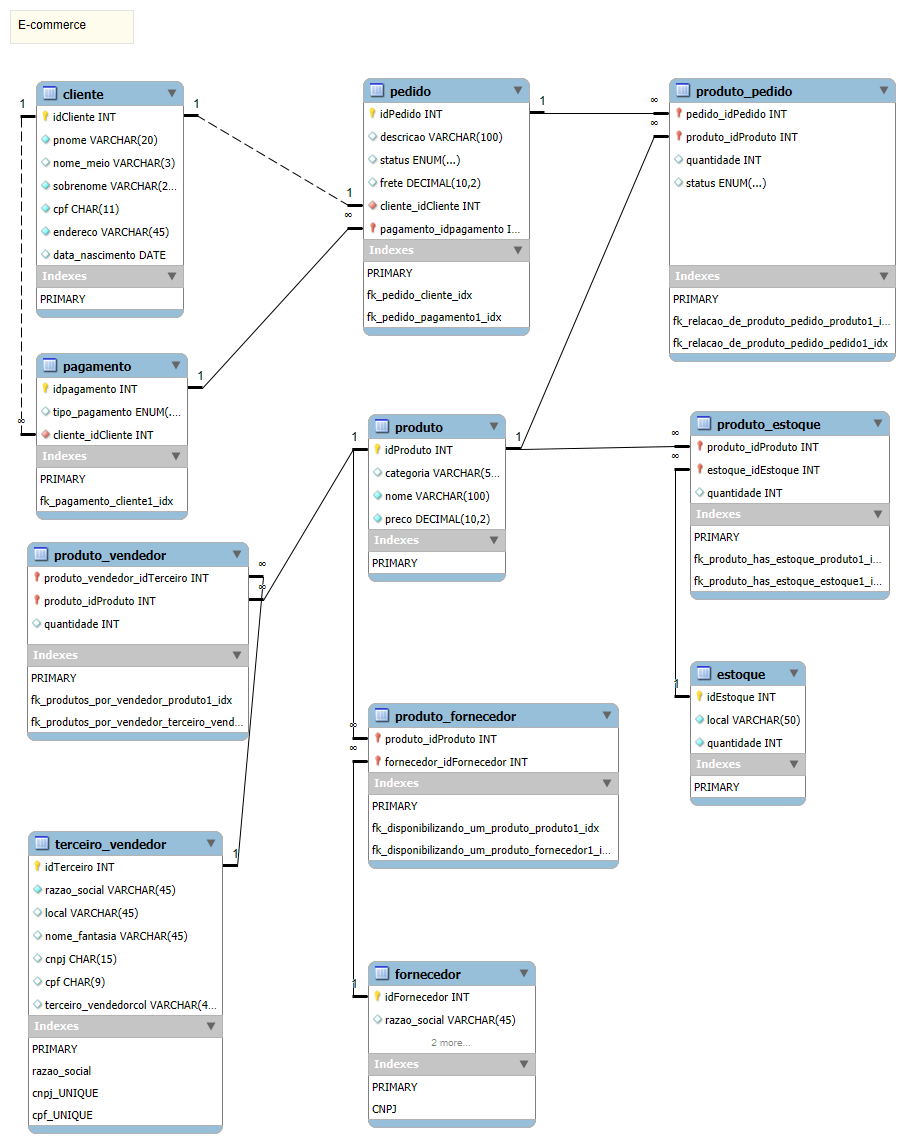 E-commerce
cliente
idCliente INT
pnome VARCHAR(20)
nome_meio VARCHAR(3)
sobrenome VARCHAR(2...
cpf CHAR(11)
endereco VARCHAR(45)
data_nascimento DATE
Indexes
PRIMARY
1
1
1
∞
pedido
idPedido INT
descricao VARCHAR(100)
status ENUM(...)
frete DECIMAL(10,2)
cliente_idCliente INT
pagamento_idpagamento I...
Indexes
PRIMARY
fk_pedido_cliente_idx
fk_pedido_pagamento1_idx
1
∞
∞
produto_pedido
pedido_idPedido INT
produto_idProduto INT
quantidade INT
status ENUM(...)
Indexes
PRIMARY
fk_relacao_de_produto_pedido_produto1_i...
fk_relacao_de_produto_pedido_pedido1_idx
pagamento
idpagamento INT
tipo_pagamento ENUM(....
cliente_idCliente INT
Indexes
PRIMARY
fk_pagamento_cliente1_idx
1
∞
produto
idProduto INT
categoria VARCHAR(5...
nome VARCHAR(100)
preco DECIMAL(10,2)
Indexes
PRIMARY
1
1
∞
∞
produto_estoque
produto_idProduto INT
estoque_idEstoque INT
quantidade INT
Indexes
PRIMARY
fk_produto_has_estoque_produto1_i...
fk_produto_has_estoque_estoque1_i...
produto_vendedor
produto_vendedor_idTerceiro INT
produto_idProduto INT
quantidade INT
Indexes
PRIMARY
fk_produtos_por_vendedor_produto1_idx
fk_produtos_por_vendedor_terceiro_vend...
∞
∞
1
estoque
idEstoque INT
local VARCHAR(50)
quantidade INT
Indexes
PRIMARY
∞
∞
produto_fornecedor
produto_idProduto INT
fornecedor_idFornecedor INT
Indexes
PRIMARY
fk_disponibilizando_um_produto_produto1_idx
fk_disponibilizando_um_produto_fornecedor1_i...
terceiro_vendedor
idTerceiro INT
razao_social VARCHAR(45)
local VARCHAR(45)
nome_fantasia VARCHAR(45)
cnpj CHAR(15)
cpf CHAR(9)
terceiro_vendedorcol VARCHAR(4...
Indexes
PRIMARY
razao_social
cnpj_UNIQUE
cpf_UNIQUE
1
1
fornecedor
idFornecedor INT
razao_social VARCHAR(45)
2 more...
Indexes
PRIMARY
CNPJ